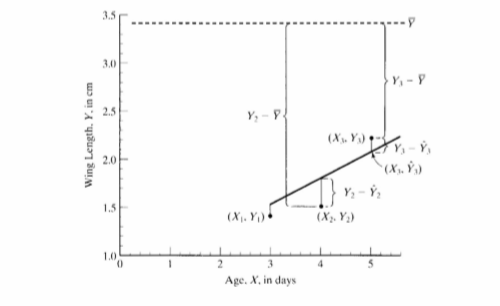 3.5
Ȳ
3.0
Y₃ − Ȳ
2.5
Y₂ − Ȳ
Wing Length, Y, in cm
(X₃, Y₃)
Y₃ − Ŷ₃
2.0
(X₃, Ŷ₃)
Y₂ − Ŷ₂
1.5
(X₁, Y₁)
(X₂, Y₂)
1.0
0 1 2 3 4 5
Age, X, in days